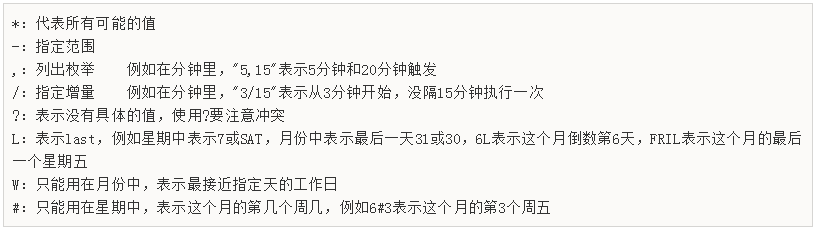 *: 代表所有可能的值
-: 指定范围
,: 列出枚举  例如在分钟里,"5,15"表示5分钟和20分钟触发
/: 指定增量  例如在分钟里,"3/15"表示从3分钟开始,没隔15分钟执行一次
?: 表示没有具体的值,使用?要注意冲突
L: 表示last,例如星期中表示7或SAT,月份中表示最后一天31或30,6L表示这个月倒数第6天,FRIL表示这个月的最后
一个星期五
W: 只能用在月份中,表示最接近指定天的工作日
#: 只能用在星期中,表示这个月的第几个周几,例如6#3表示这个月的第3个周五